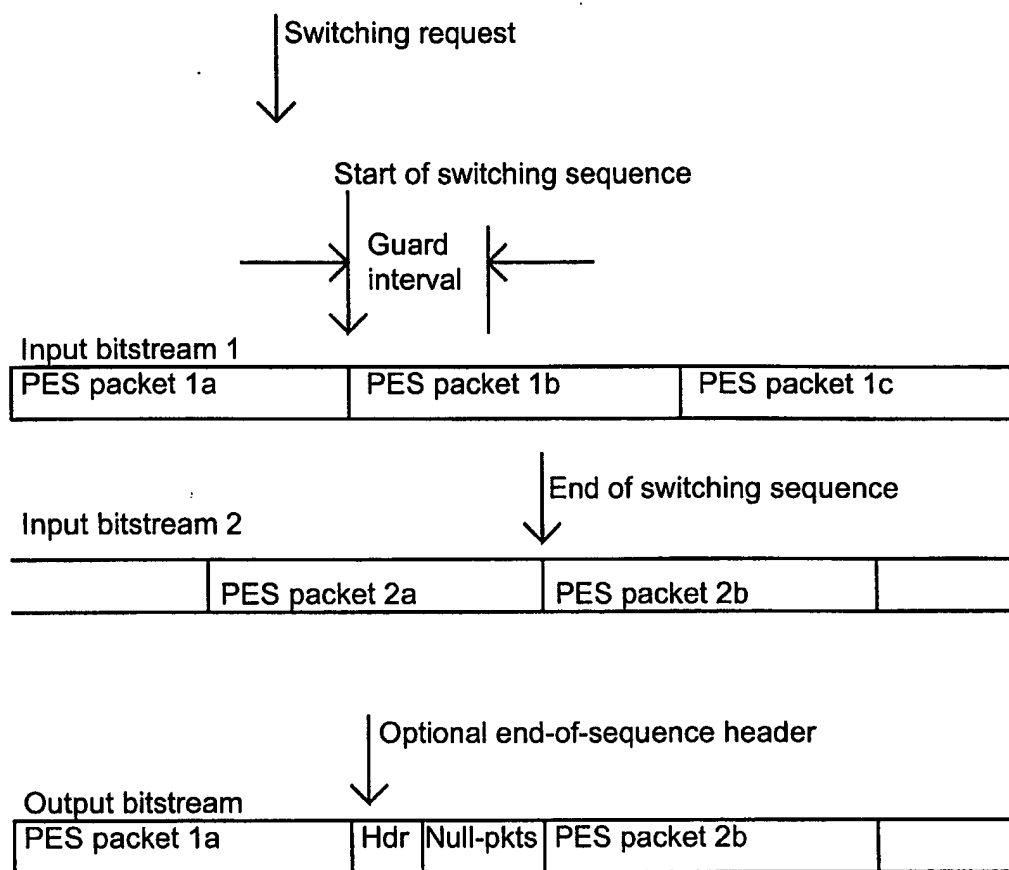 Switching request
Start of switching sequence
Guard
interval
Input bitstream 1
PES packet 1a
PES packet 1b
PES packet 1c
End of switching sequence
Input bitstream 2
PES packet 2a
PES packet 2b
Optional end-of-sequence header
Output bitstream
PES packet 1a
Hdr
Null-pkts
PES packet 2b